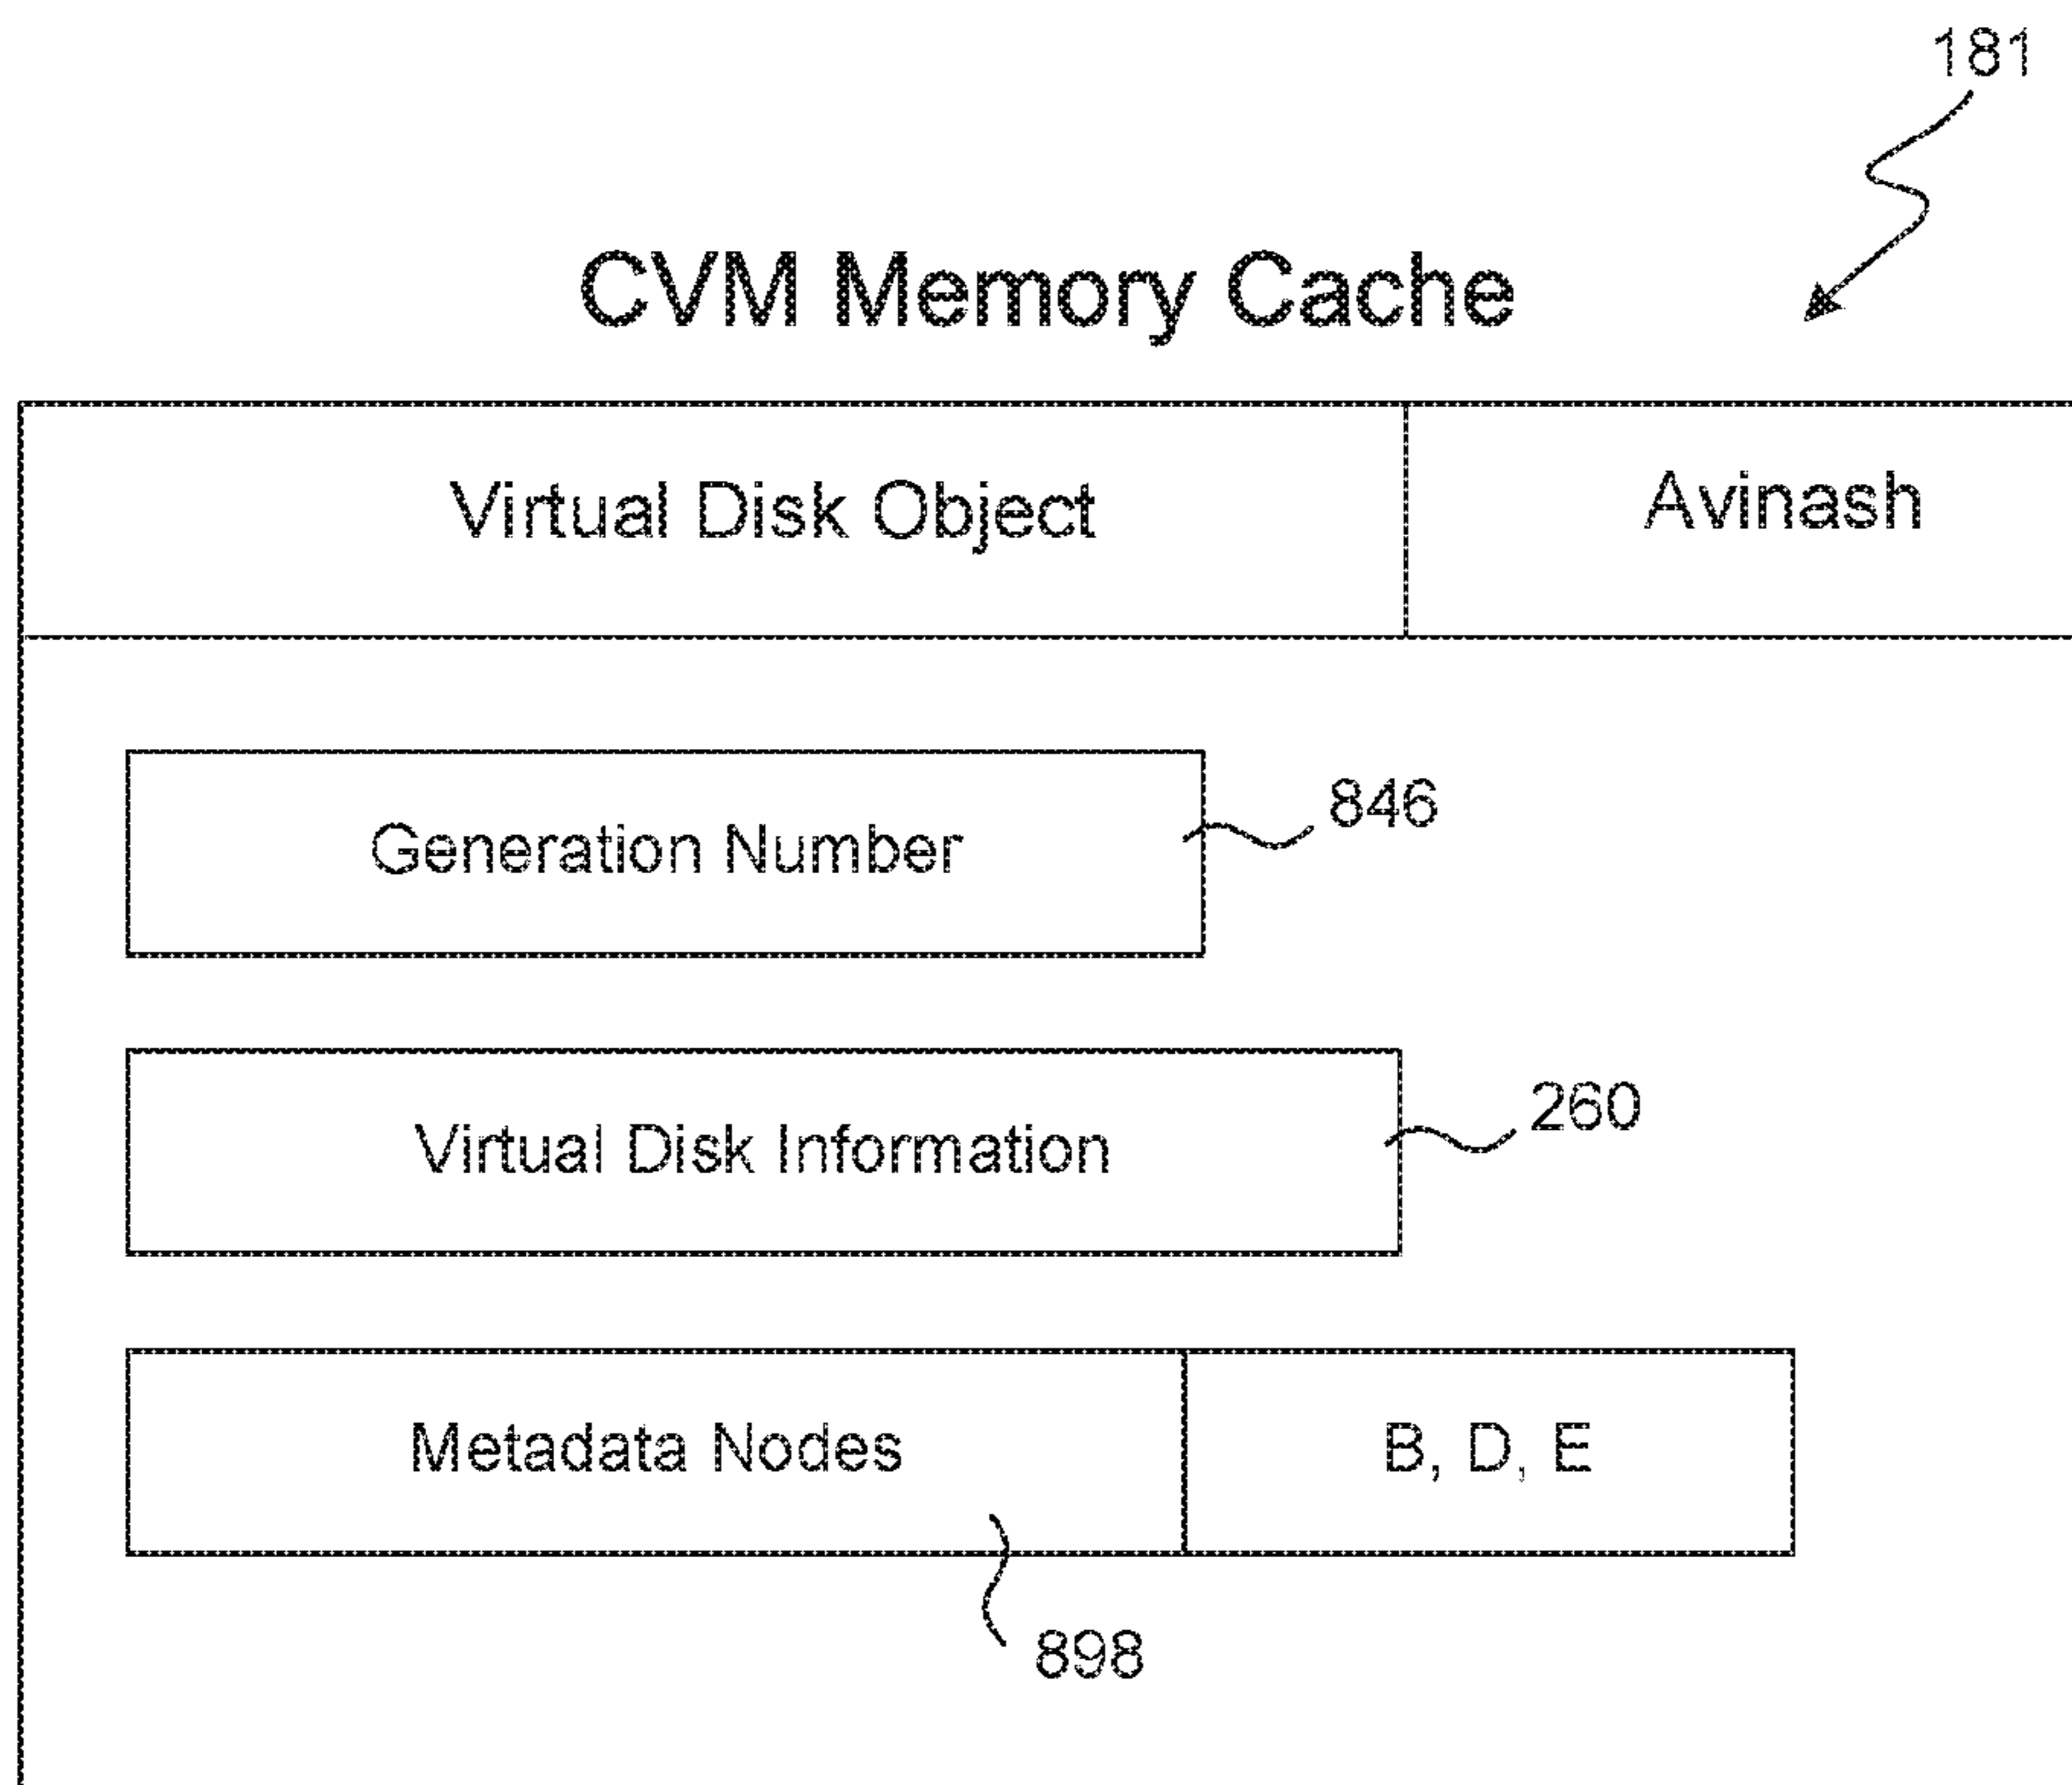 181
CVM Memory Cache
Virtual Disk Object
Avinash
Generation Number
846
Virtual Disk Information
260
Metadata Nodes
B, D, E
898